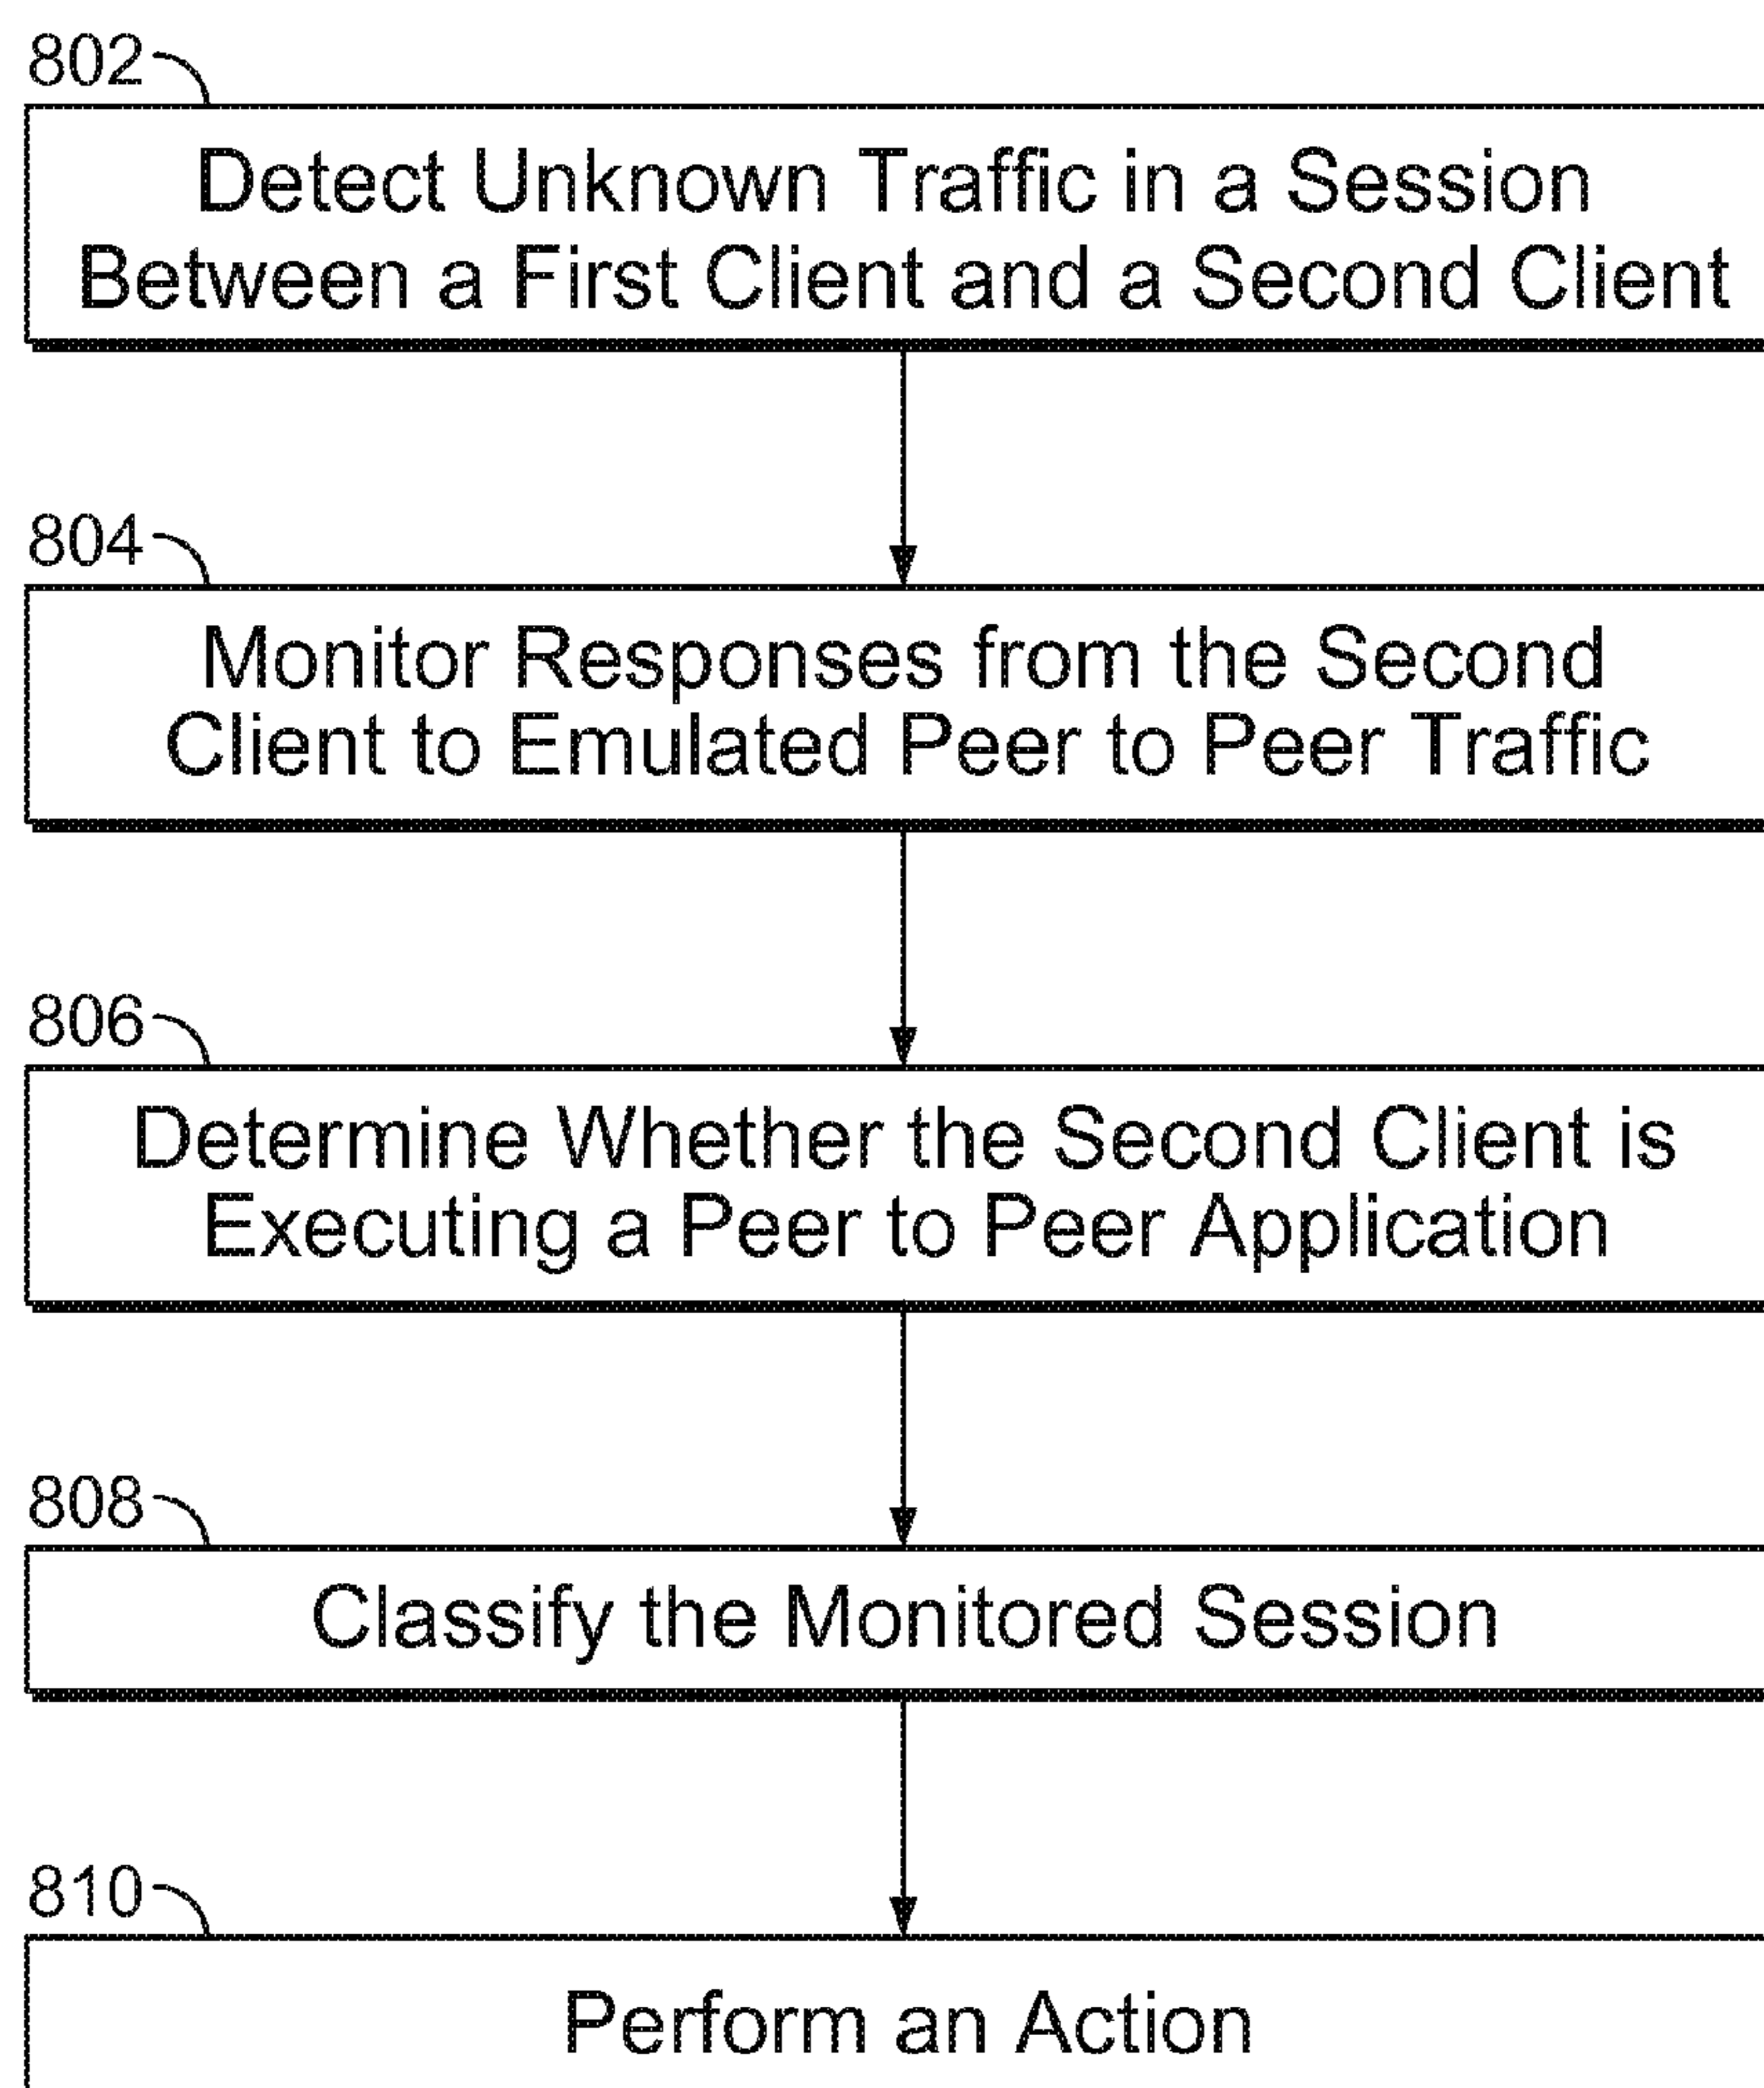 802
Detect Unknown Traffic in a Session
Between a First Client and a Second Client
804
Monitor Responses from the Second
Client to Emulated Peer to Peer Traffic
806
Determine Whether the Second Client is
Executing a Peer to Peer Application
808
Classify the Monitored Session
810
Perform an Action